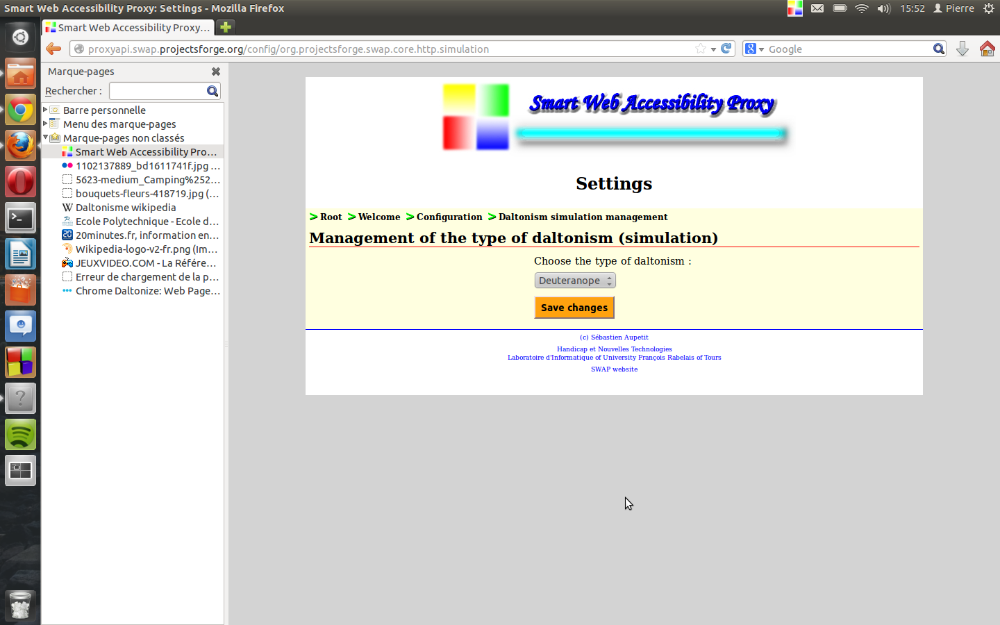 Smart Web Accessibility Proxy: Settings - Mozilla Firefox
15:52 Pierre
Smart Web Accessibility Proxy...
proxyapi.swap.projectsforge.org/config/org.projectsforge.swap.core.http.simulation
Google
Marque-pages
Rechercher :
Barre personnelle
Menu des marque-pages
Marque-pages non classés
Smart Web Accessibility Pro...
1102137889_bd1611741f.jpg ...
5623-medium_Camping%252...
bouquets-fleurs-418719.jpg (...
Daltonisme wikipedia
Ecole Polytechnique - Ecole d...
20minutes.fr, information en...
Wikipedia-logo-v2-fr.png (Im...
JEUXVIDEO.COM - La Référe...
Erreur de chargement de la p...
Chrome Daltonize: Web Page...
Smart Web Accessibility Proxy
Settings
> Root > Welcome > Configuration > Daltonism simulation management
Management of the type of daltonism (simulation)
Choose the type of daltonism :
Deuteranope
Save changes
(c) Sébastien Aupetit
Handicap et Nouvelles Technologies
Laboratoire d'Informatique of University François Rabelais of Tours
SWAP website